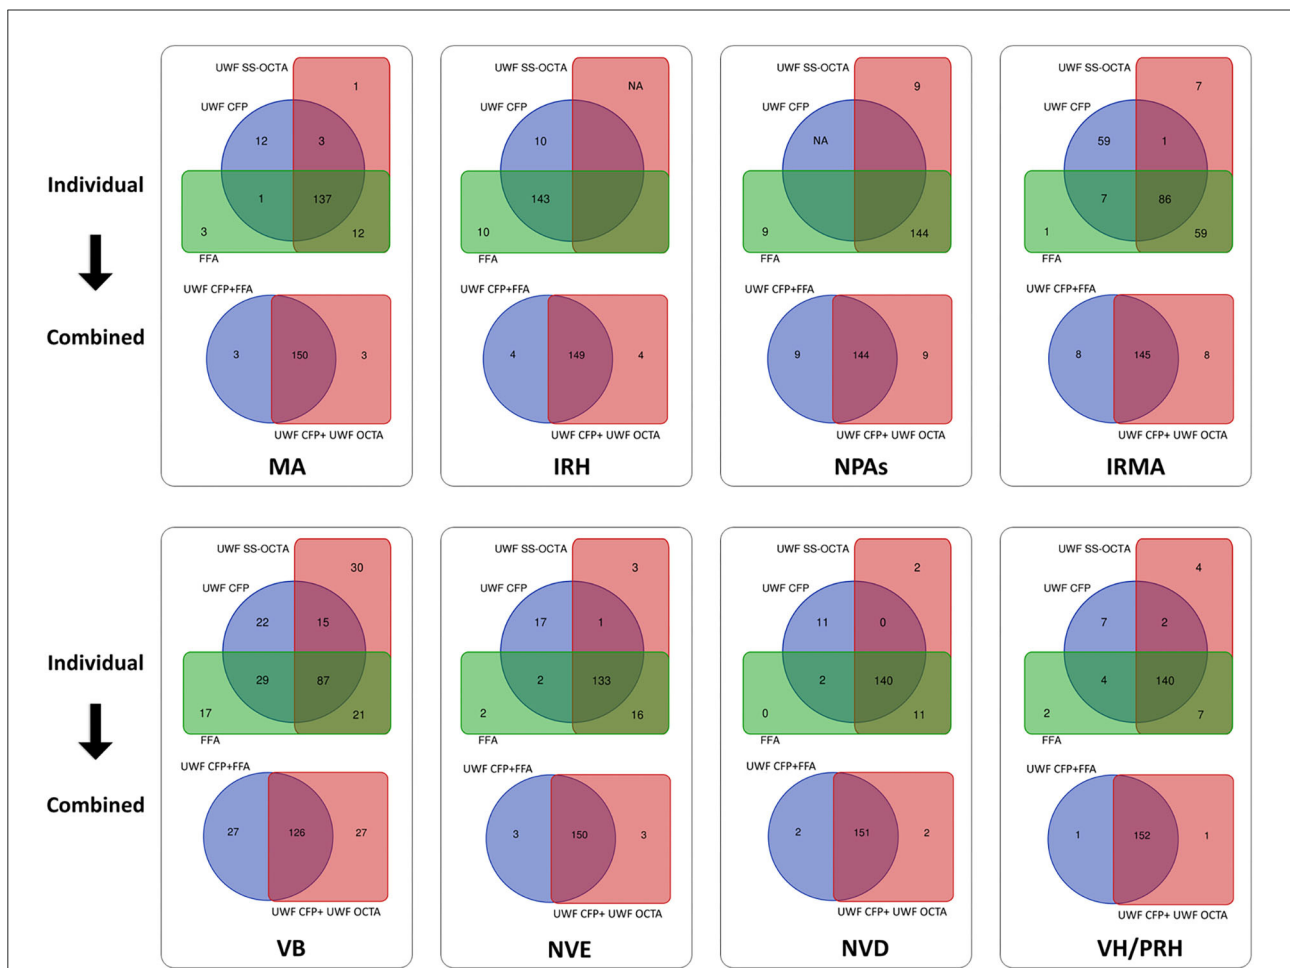 UWF SS-OCTA
1
UWF CFP
12
3
1
137
3
12
FFA
UWF CFP+FFA
3
150
3
UWF CFP+ UWF OCTA
MA
UWF SS-OCTA
NA
UWF CFP
10
143
10
FFA
UWF CFP+FFA
4
149
4
UWF CFP+ UWF OCTA
IRH
UWF SS-OCTA
9
UWF CFP
NA
9
144
FFA
UWF CFP+FFA
9
144
9
UWF CFP+ UWF OCTA
NPAs
UWF SS-OCTA
7
UWF CFP
59
1
7
86
1
59
FFA
UWF CFP+FFA
8
145
8
UWF CFP+ UWF OCTA
IRMA
Individual
Combined
UWF SS-OCTA
30
UWF CFP
22
15
29
87
17
21
FFA
UWF CFP+FFA
27
126
27
UWF CFP+ UWF OCTA
VB
UWF SS-OCTA
3
UWF CFP
17
1
2
133
2
16
FFA
UWF CFP+FFA
3
150
3
UWF CFP+ UWF OCTA
NVE
UWF SS-OCTA
2
UWF CFP
11
0
2
140
0
11
FFA
UWF CFP+FFA
2
151
2
UWF CFP+ UWF OCTA
NVD
UWF SS-OCTA
4
UWF CFP
7
2
4
140
2
7
FFA
UWF CFP+FFA
1
152
1
UWF CFP+ UWF OCTA
VH/PRH
Individual
Combined